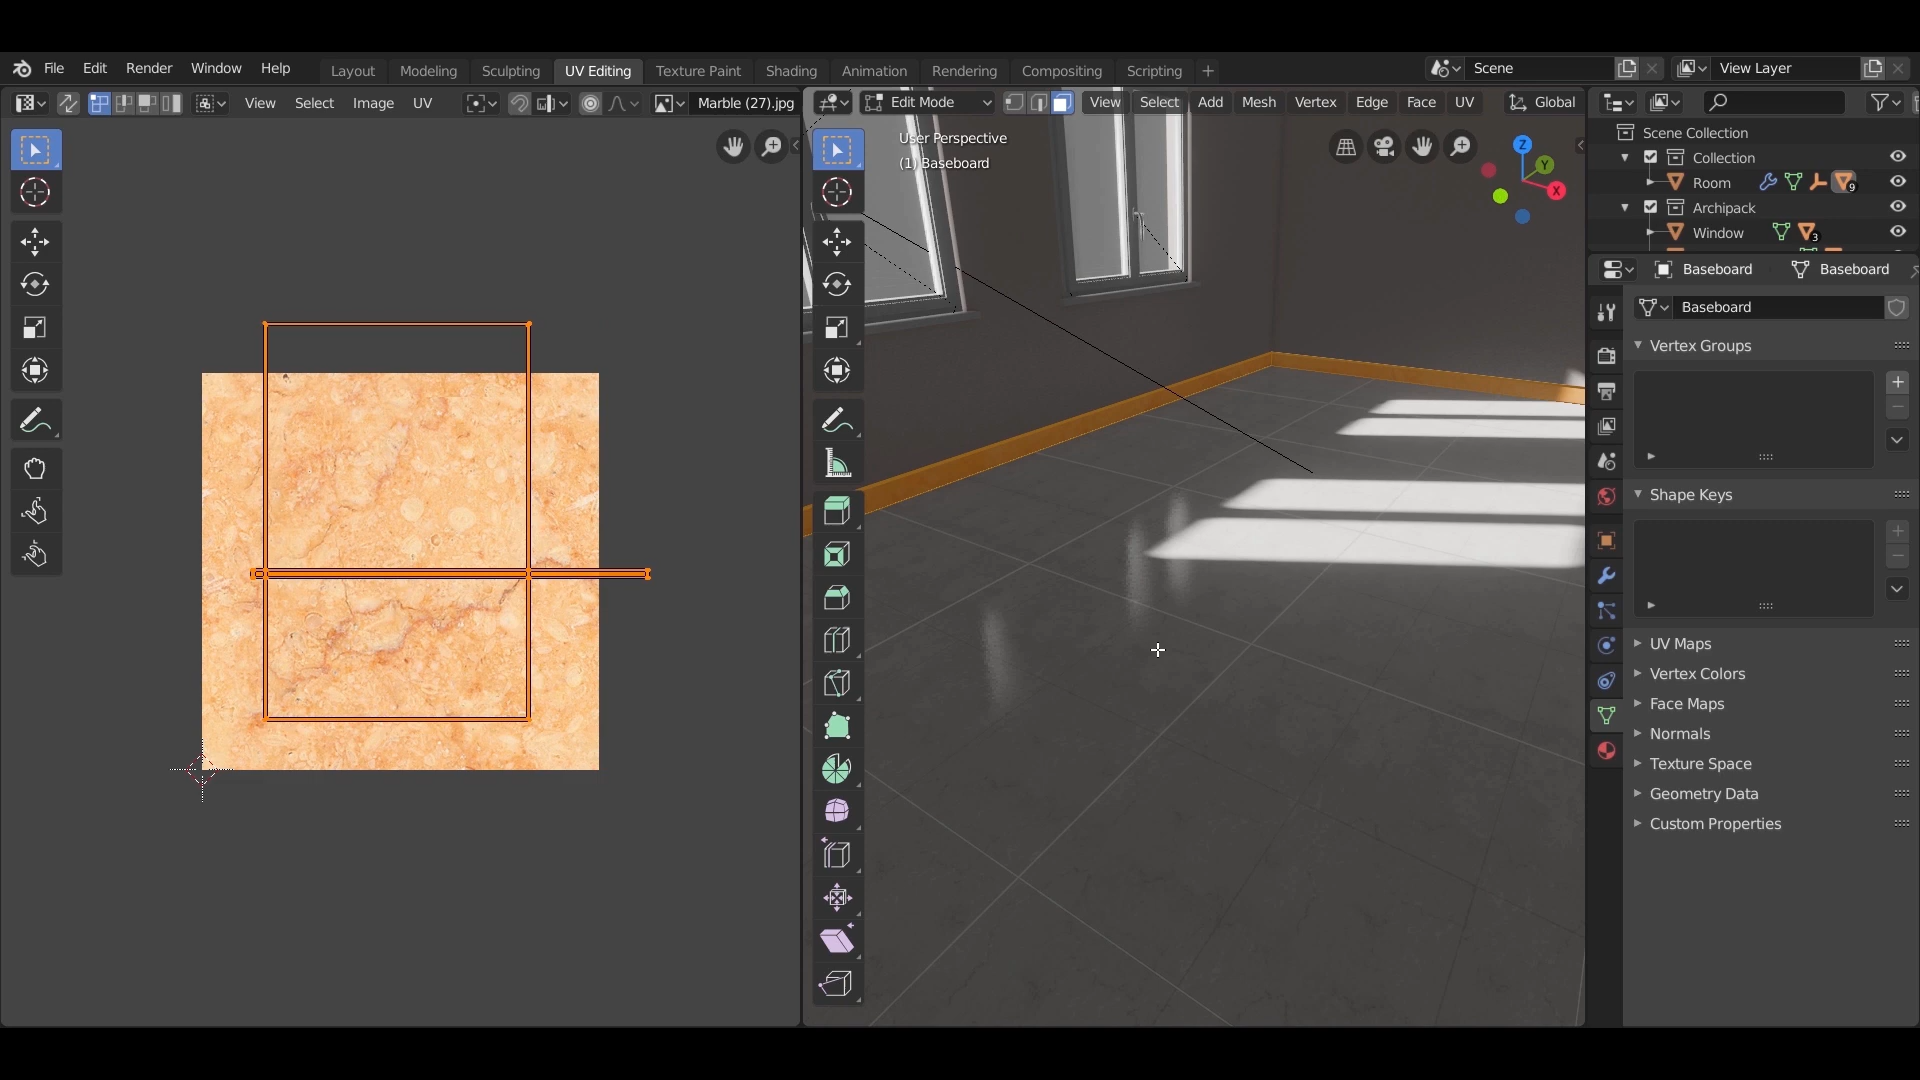 File Edit Render Window Help Layout Modeling Sculpting UV Editing Texture Paint Shading Animation Rendering Compositing Scripting + Scene View Layer
View Select Image UV Marble (27).jpg Edit Mode View Select Add Mesh Vertex Edge Face UV Global
User Perspective
(1) Baseboard
Z
Y
X
Scene Collection
Collection
Room 9
Archipack
Window 3
Baseboard Baseboard
Baseboard
Vertex Groups
Shape Keys
UV Maps
Vertex Colors
Face Maps
Normals
Texture Space
Geometry Data
Custom Properties